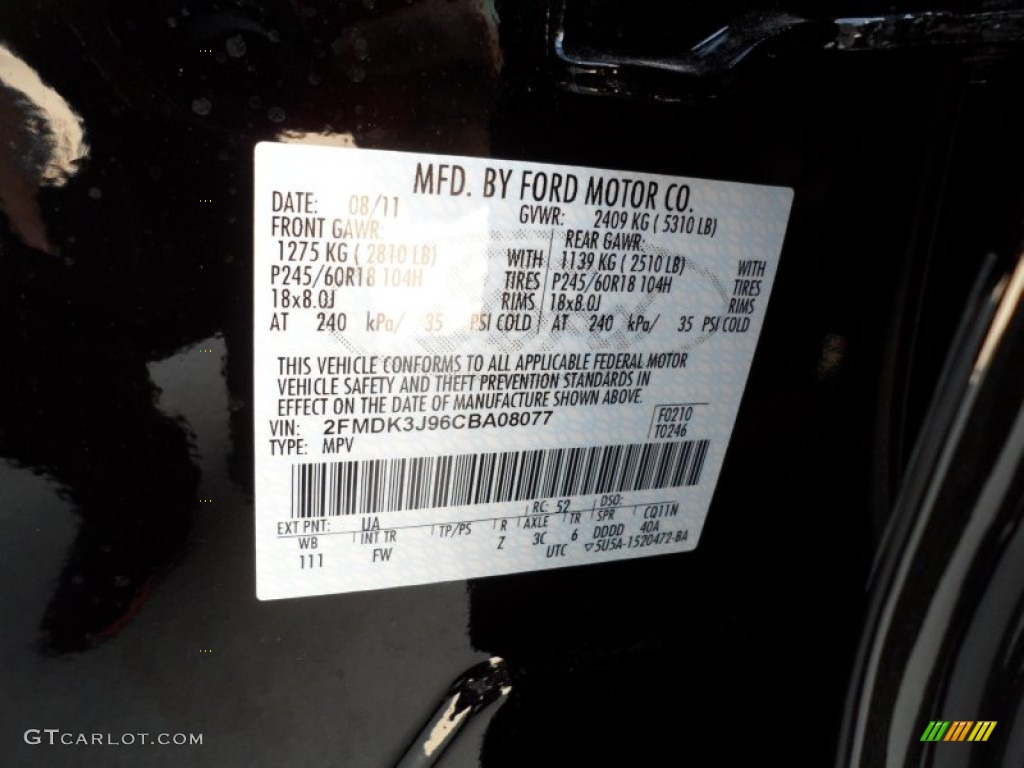 MFD. BY FORD MOTOR CO.
DATE: 08/11 GVWR: 2409 KG ( 5310 LB)
FRONT GAWR: REAR GAWR:
1275 KG ( 2810 LB) WITH 1139 KG ( 2510 LB) WITH
P245/60R18 104H TIRES P245/60R18 104H TIRES
18x8.0J RIMS 18x8.0J RIMS
AT 240 kPa/ 35 PSI COLD AT 240 kPa/ 35 PSI COLD
THIS VEHICLE CONFORMS TO ALL APPLICABLE FEDERAL MOTOR
VEHICLE SAFETY AND THEFT PREVENTION STANDARDS IN
EFFECT ON THE DATE OF MANUFACTURE SHOWN ABOVE.
VIN: 2FMDK3J96CBA08077 F0210
TYPE: MPV T0246
EXT PNT: UA RC: 52 DSO:
WB INT TR TP/PS R AXLE TR SPR CQ11N
111 FW Z 3C 6 DDDD 40A
UTC ▽5U5A-1520472-BA
GTCARLOT.COM